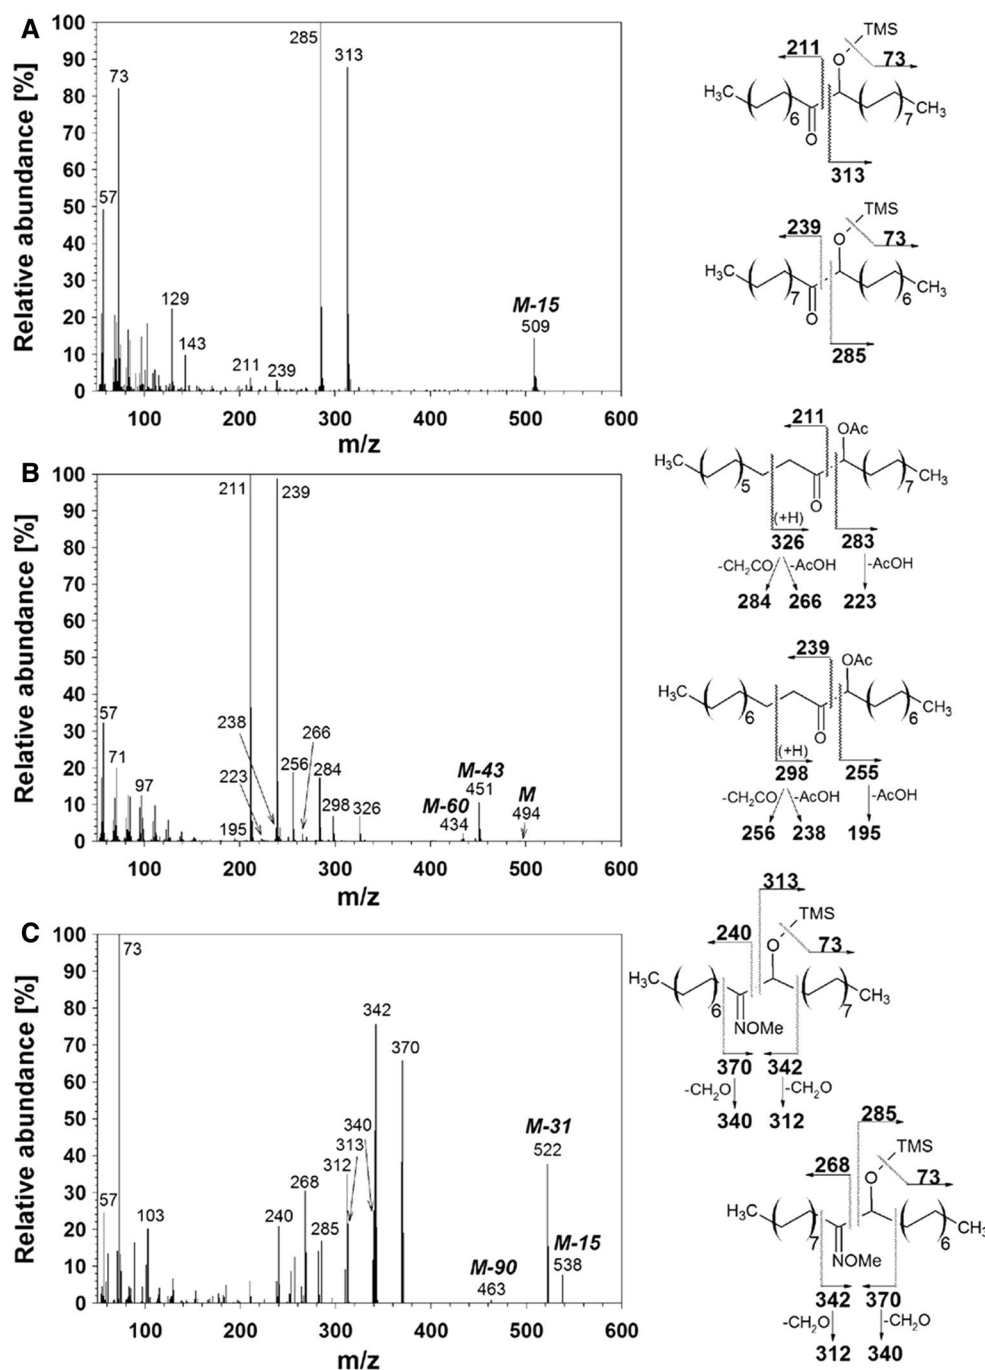 A
Relative abundance [%]
100
90
80
70
60
50
40
30
20
10
0
57
73
129
143
211
239
285
313
M-15
509
100 200 300 400 500 600
m/z
211
TMS
O
73
H₃C
6
O
7
CH₃
313
239
TMS
O
73
H₃C
7
O
6
CH₃
285
B
Relative abundance [%]
100
90
80
70
60
50
40
30
20
10
0
57
71
97
195
223
238
211
239
256
266
284
298
326
M-60
434
M-43
451
M
494
100 200 300 400 500 600
m/z
211
OAc
H₃C
5
O
7
CH₃
(+H)
326
283
-CH₂CO
-AcOH
-AcOH
284
266
223
239
OAc
H₃C
6
O
6
CH₃
(+H)
298
255
-CH₂CO
-AcOH
-AcOH
256
238
195
C
Relative abundance [%]
100
90
80
70
60
50
40
30
20
10
0
57
73
103
240
268
285
312
313
340
342
370
M-90
463
M-31
522
M-15
538
100 200 300 400 500 600
m/z
313
TMS
240
O
73
H₃C
6
NOMe
7
CH₃
370
342
-CH₂O
-CH₂O
340
312
285
TMS
268
O
73
H₃C
7
NOMe
6
CH₃
342
370
-CH₂O
-CH₂O
312
340